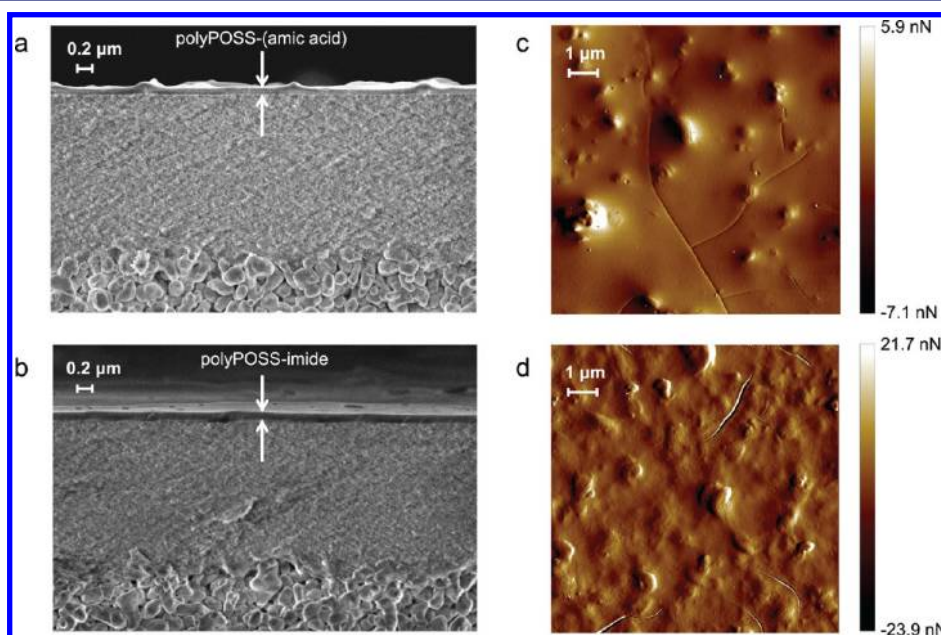 a
0.2 µm
polyPOSS-(amic acid)
b
0.2 µm
polyPOSS-imide
c
1 µm
5.9 nN
-7.1 nN
d
1 µm
21.7 nN
-23.9 nN